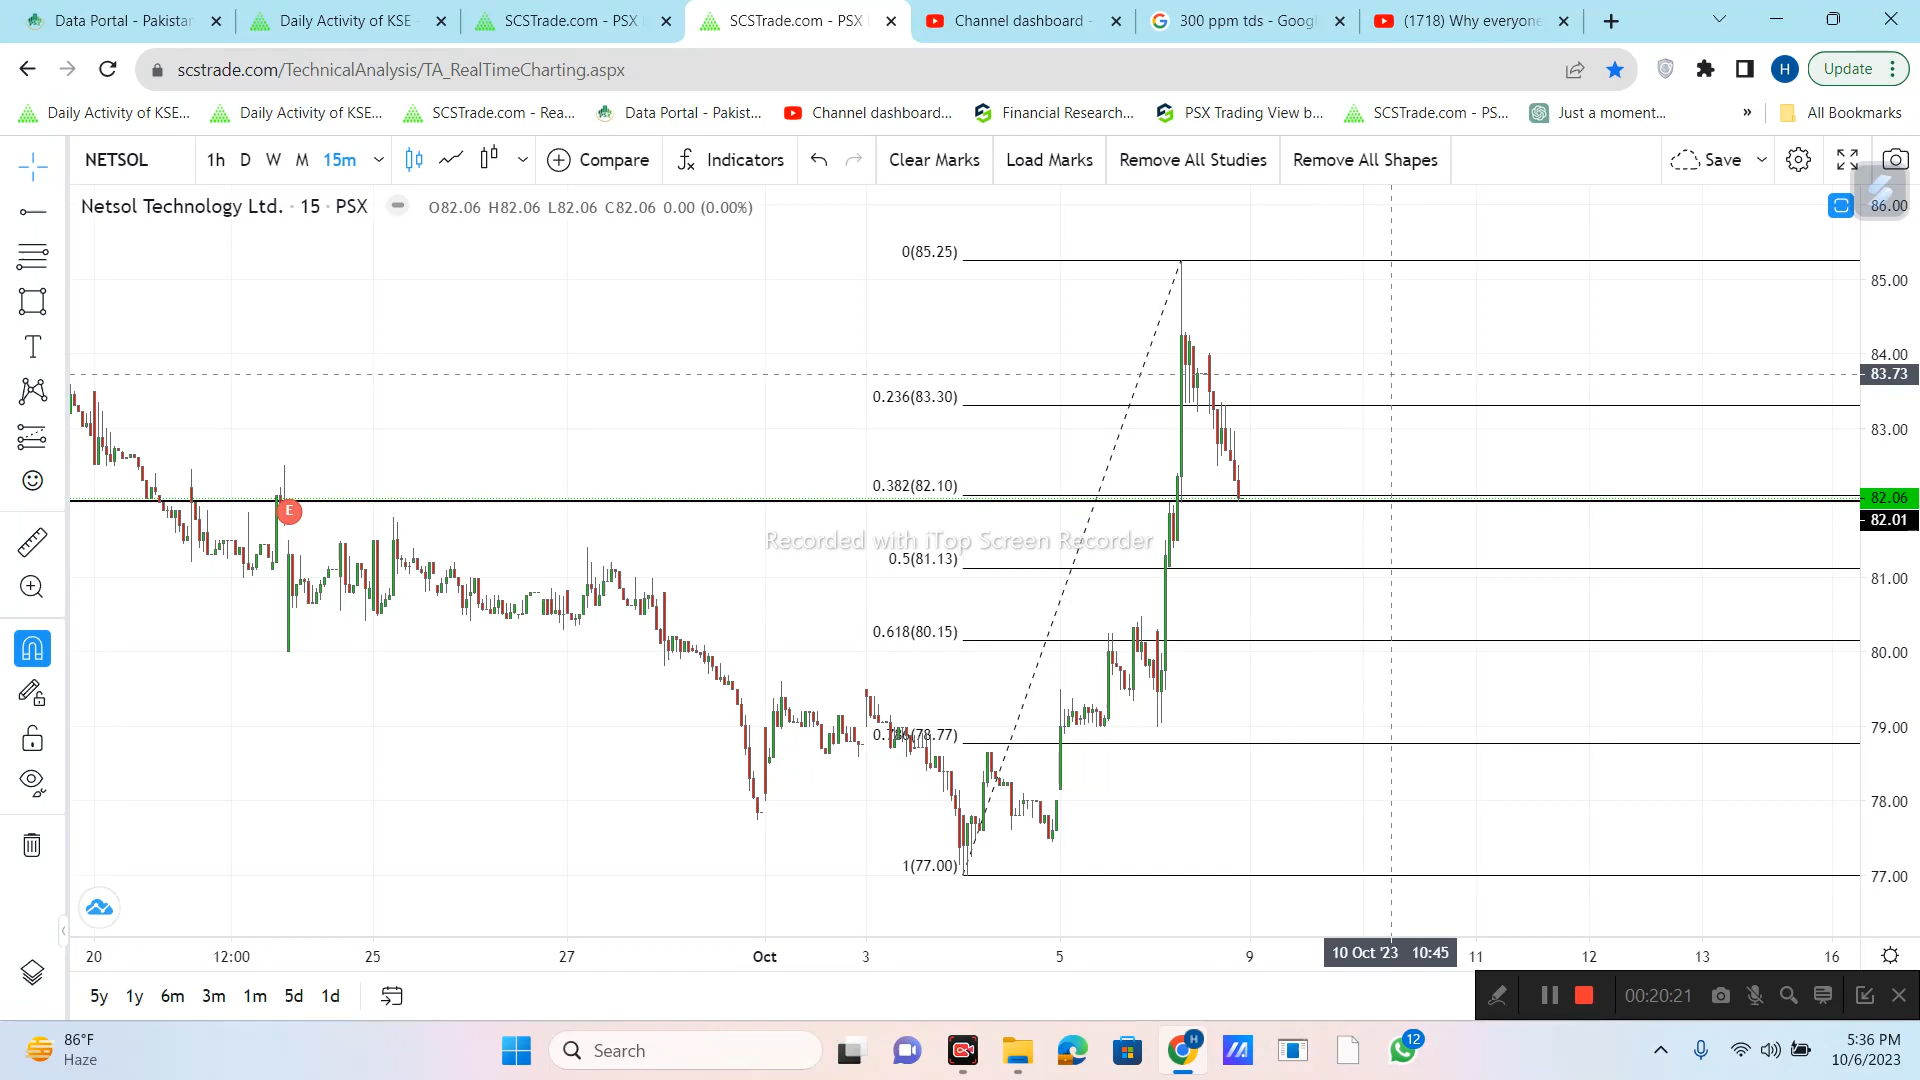 Data Portal - Pakistan
Daily Activity of KSE -
SCSTrade.com - PSX
SCSTrade.com - PSX
Channel dashboard -
300 ppm tds - Googl
(1718) Why everyone
scstrade.com/TechnicalAnalysis/TA_RealTimeCharting.aspx
H
Update
Daily Activity of KSE...
Daily Activity of KSE...
SCSTrade.com - Rea...
Data Portal - Pakist...
Channel dashboard...
Financial Research...
PSX Trading View b...
SCSTrade.com - PS...
Just a moment...
»
All Bookmarks
NETSOL
1h D W M 15m
Compare
Indicators
Clear Marks
Load Marks
Remove All Studies
Remove All Shapes
Save
Netsol Technology Ltd. · 15 · PSX
O82.06 H82.06 L82.06 C82.06 0.00 (0.00%)
86.00
0(85.25)
85.00
84.00
83.73
0.236(83.30)
83.00
0.382(82.10)
82.06
E
82.01
Recorded with iTop Screen Recorder
0.5(81.13)
81.00
0.618(80.15)
80.00
79.00
0.786(78.77)
78.00
1(77.00)
77.00
20 12:00 25 27 Oct 3 5 9 10 Oct '23 10:45 11 12 13 16
5y 1y 6m 3m 1m 5d 1d
00:20:21
86°F
Haze
Search
H
12
5:36 PM
10/6/2023